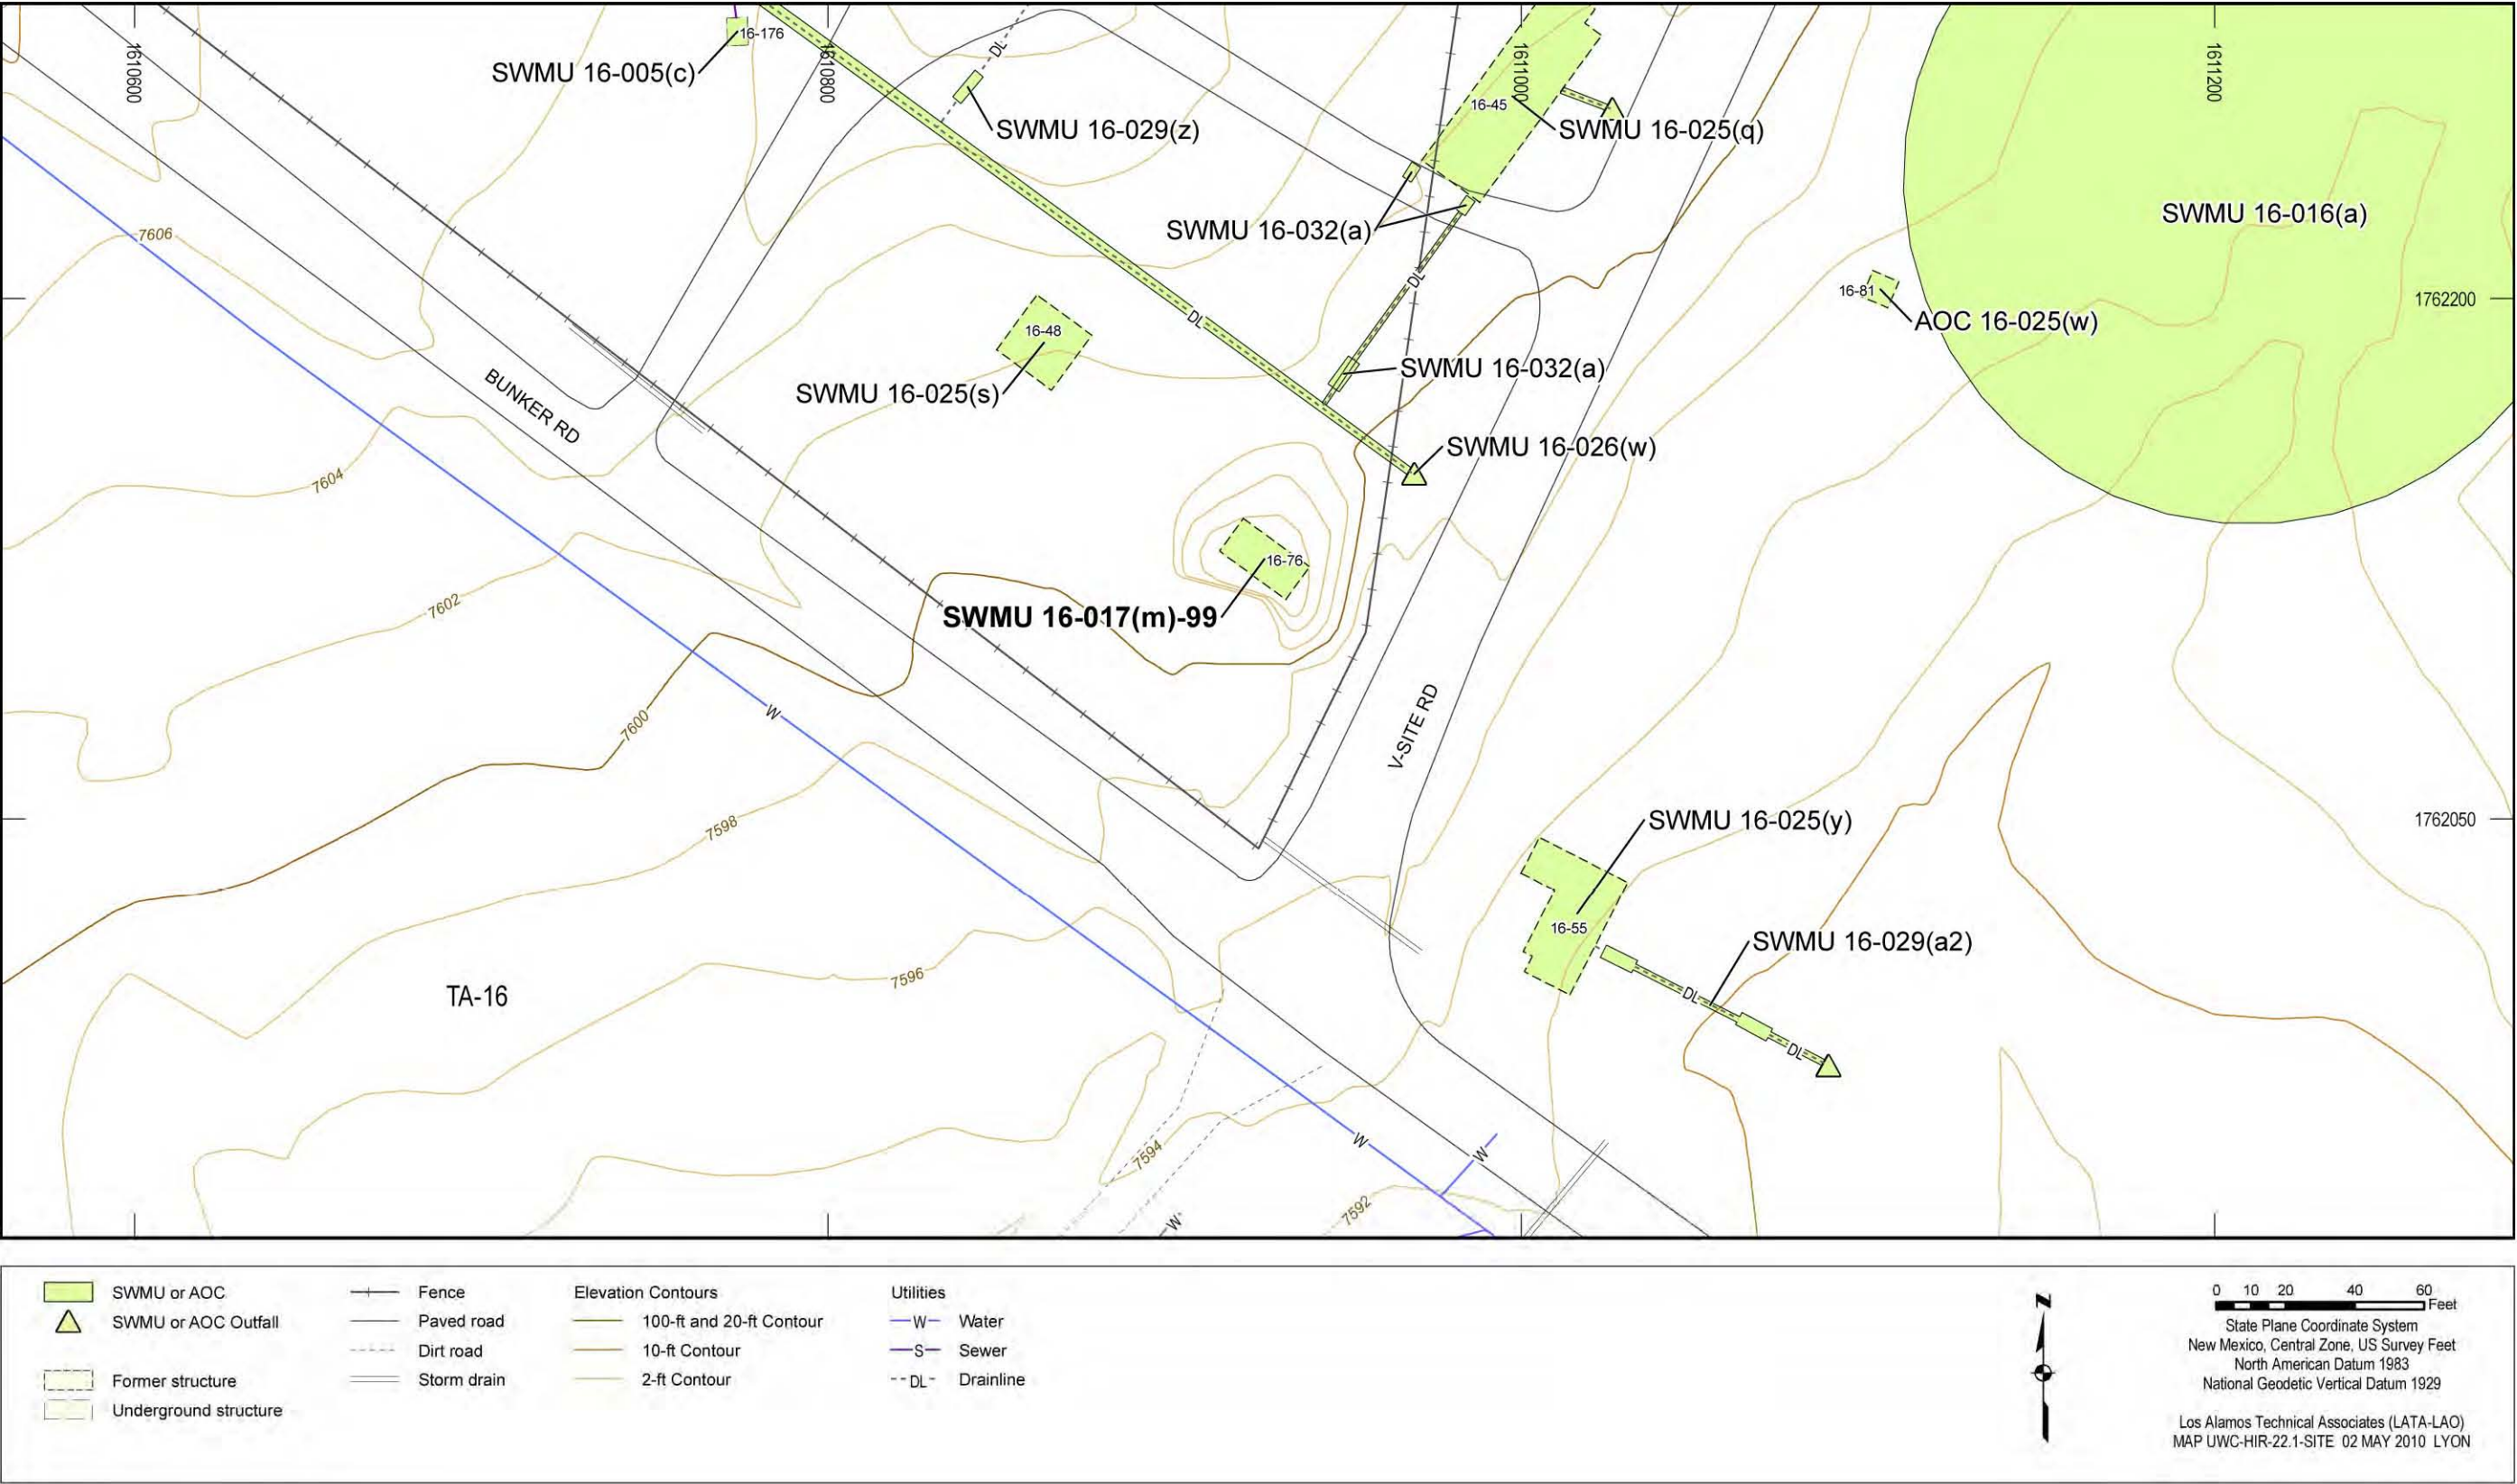 1610600
1610800
1611000
1611200
16-176
SWMU 16-005(c)
DL
SWMU 16-029(z)
16-45
SWMU 16-025(q)
SWMU 16-032(a)
SWMU 16-016(a)
7606
DL
16-81
1762200
AOC 16-025(w)
DL
16-48
SWMU 16-025(s)
SWMU 16-032(a)
BUNKER RD
SWMU 16-026(w)
7604
16-76
7602
SWMU 16-017(m)-99
W
7600
V-SITE RD
7598
SWMU 16-025(y)
1762050
16-55
SWMU 16-029(a2)
7596
TA-16
DL
DL
7594
W
W
7592
W
SWMU or AOC
SWMU or AOC Outfall
Former structure
Underground structure
Fence
Paved road
Dirt road
Storm drain
Elevation Contours
100-ft and 20-ft Contour
10-ft Contour
2-ft Contour
Utilities
W Water
S Sewer
DL Drainline
N
0 10 20 40 60
Feet
State Plane Coordinate System
New Mexico, Central Zone, US Survey Feet
North American Datum 1983
National Geodetic Vertical Datum 1929
Los Alamos Technical Associates (LATA-LAO)
MAP UWC-HIR-22.1-SITE 02 MAY 2010 LYON